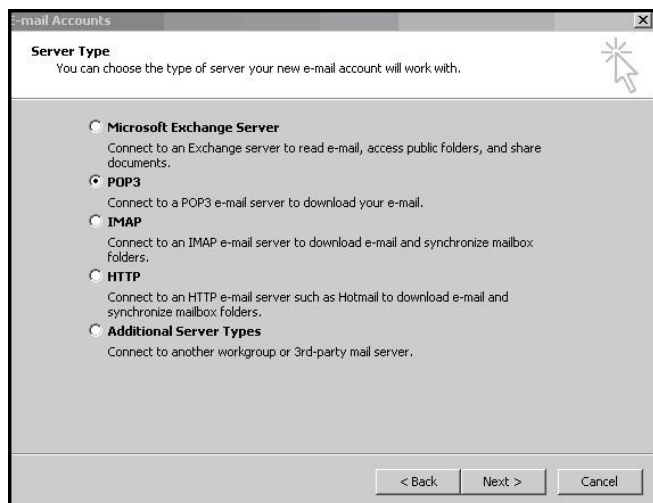 E-mail Accounts
Server Type
You can choose the type of server your new e-mail account will work with.
Microsoft Exchange Server
Connect to an Exchange server to read e-mail, access public folders, and share
documents.
POP3
Connect to a POP3 e-mail server to download your e-mail.
IMAP
Connect to an IMAP e-mail server to download e-mail and synchronize mailbox
folders.
HTTP
Connect to an HTTP e-mail server such as Hotmail to download e-mail and
synchronize mailbox folders.
Additional Server Types
Connect to another workgroup or 3rd-party mail server.
< Back Next > Cancel